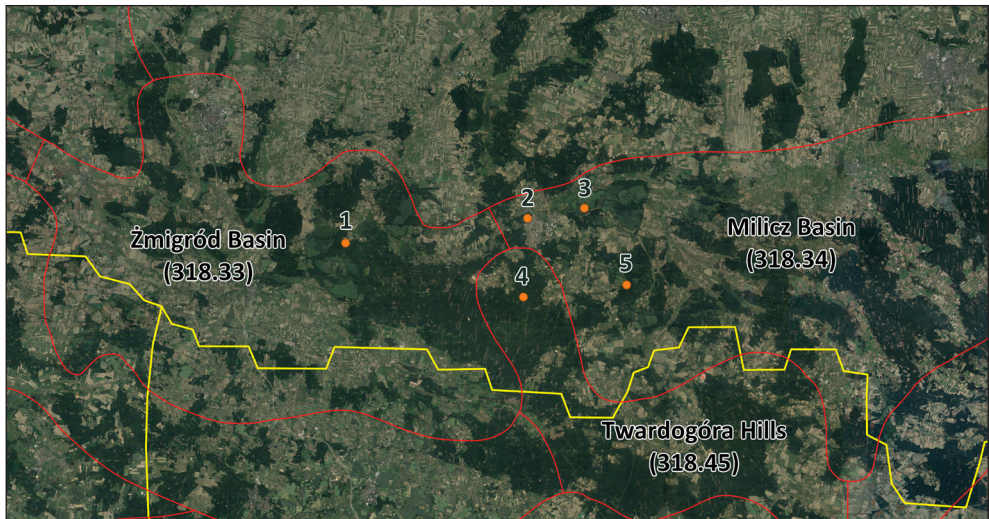 3
2
1
Milicz Basin
(318.34)
Żmigród Basin
(318.33)
4
5
Twardogóra Hills
(318.45)